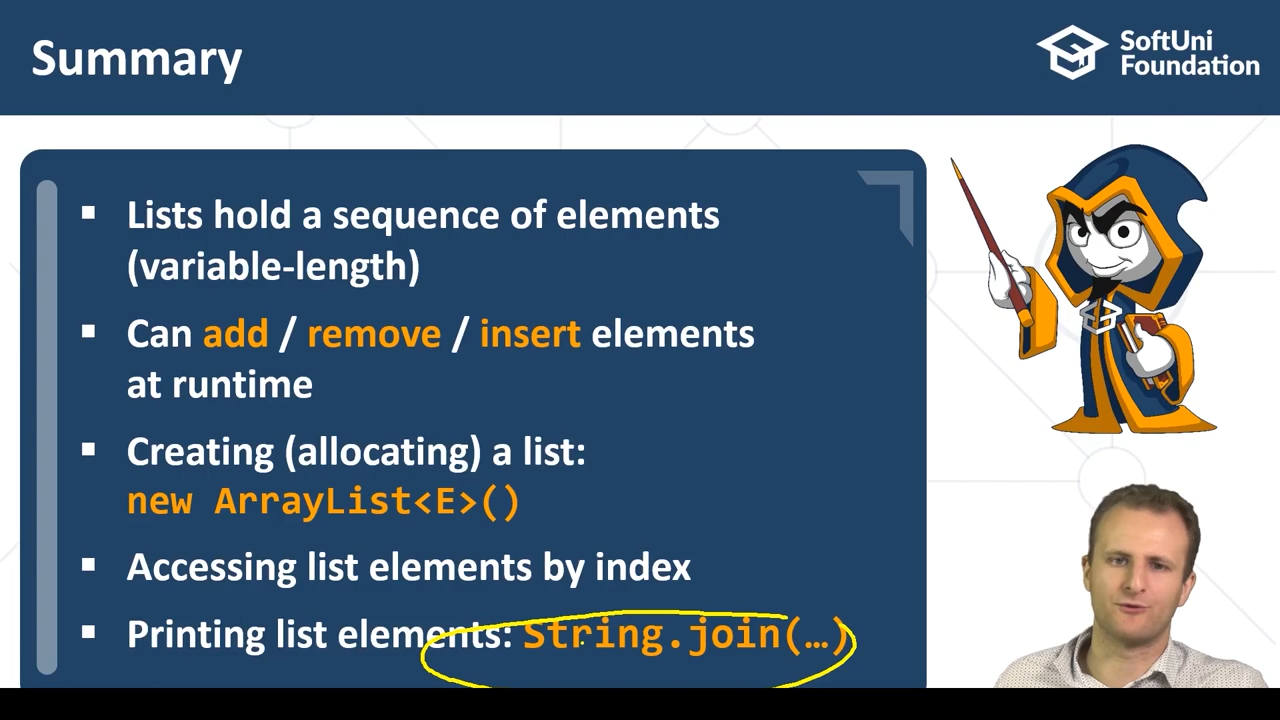 Summary
SoftUni
Foundation
▪ Lists hold a sequence of elements
(variable-length)
▪ Can add / remove / insert elements
at runtime
▪ Creating (allocating) a list:
new ArrayList<E>()
▪ Accessing list elements by index
▪ Printing list elements: String.join(…)